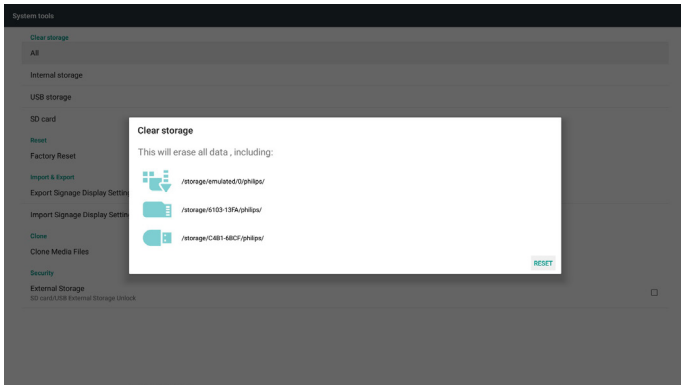 System tools
Clear storage
All
Internal storage
USB storage
SD card
Clear storage
This will erase all data , including:
/storage/emulated/0/philips/
/storage/6103-13FA/philips/
/storage/C4B1-6BCF/philips/
RESET
Reset
Factory Reset
Import & Export
Export Signage Display Setting
Import Signage Display Settin
Clone
Clone Media Files
Security
External Storage
SD card/USB External Storage Unlock